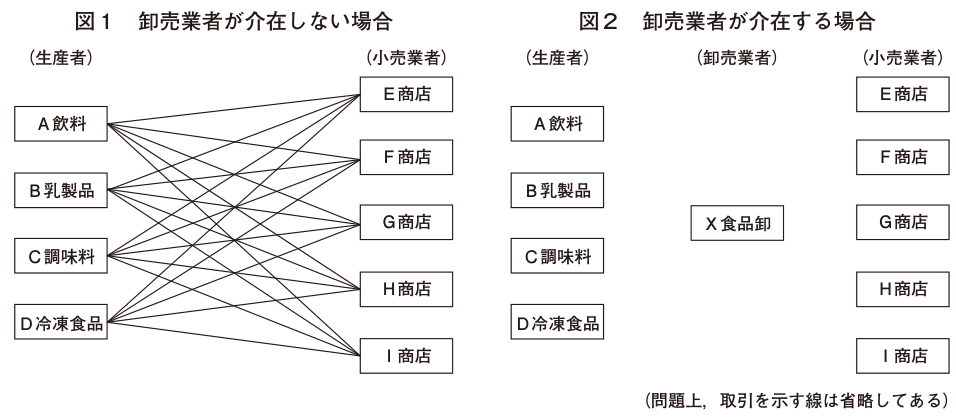 図1　卸売業者が介在しない場合
（生産者）　（小売業者）
A飲料
B乳製品
C調味料
D冷凍食品
E商店
F商店
G商店
H商店
I商店
図2　卸売業者が介在する場合
（生産者）　（卸売業者）　（小売業者）
A飲料
B乳製品
C調味料
D冷凍食品
X食品卸
E商店
F商店
G商店
H商店
I商店
（問題上，取引を示す線は省略してある）